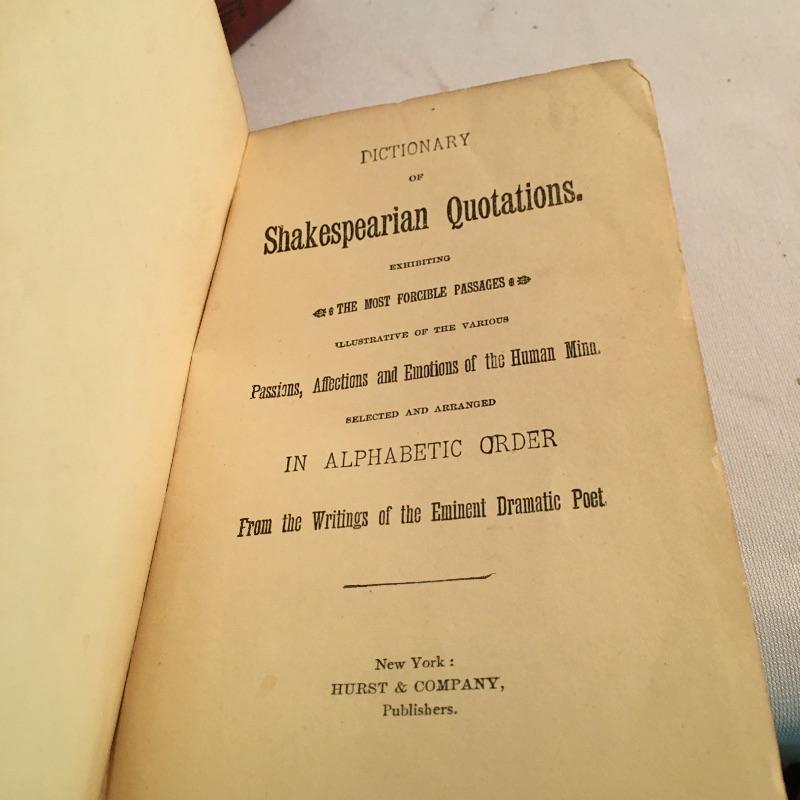 DICTIONARY
OF
Shakespearian Quotations.
EXHIBITING
THE MOST FORCIBLE PASSAGES
ILLUSTRATIVE OF THE VARIOUS
Passions, Affections and Emotions of the Human Mind.
SELECTED AND ARRANGED
IN ALPHABETIC ORDER
From the Writings of the Eminent Dramatic Poet.
New York :
HURST & COMPANY,
Publishers.